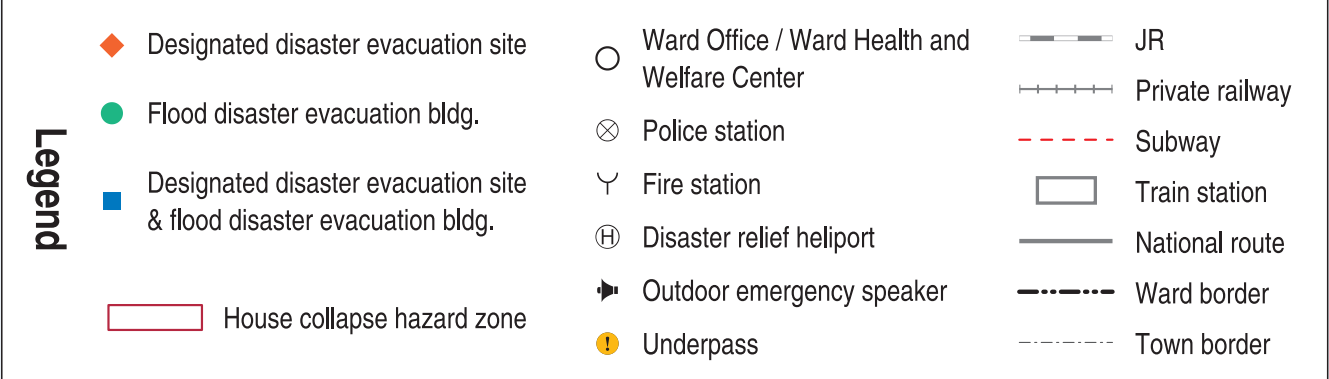 Legend
Designated disaster evacuation site
Flood disaster evacuation bldg.
Designated disaster evacuation site
& flood disaster evacuation bldg.
House collapse hazard zone
Ward Office / Ward Health and
Welfare Center
Police station
Fire station
H Disaster relief heliport
Outdoor emergency speaker
! Underpass
JR
Private railway
Subway
Train station
National route
Ward border
Town border